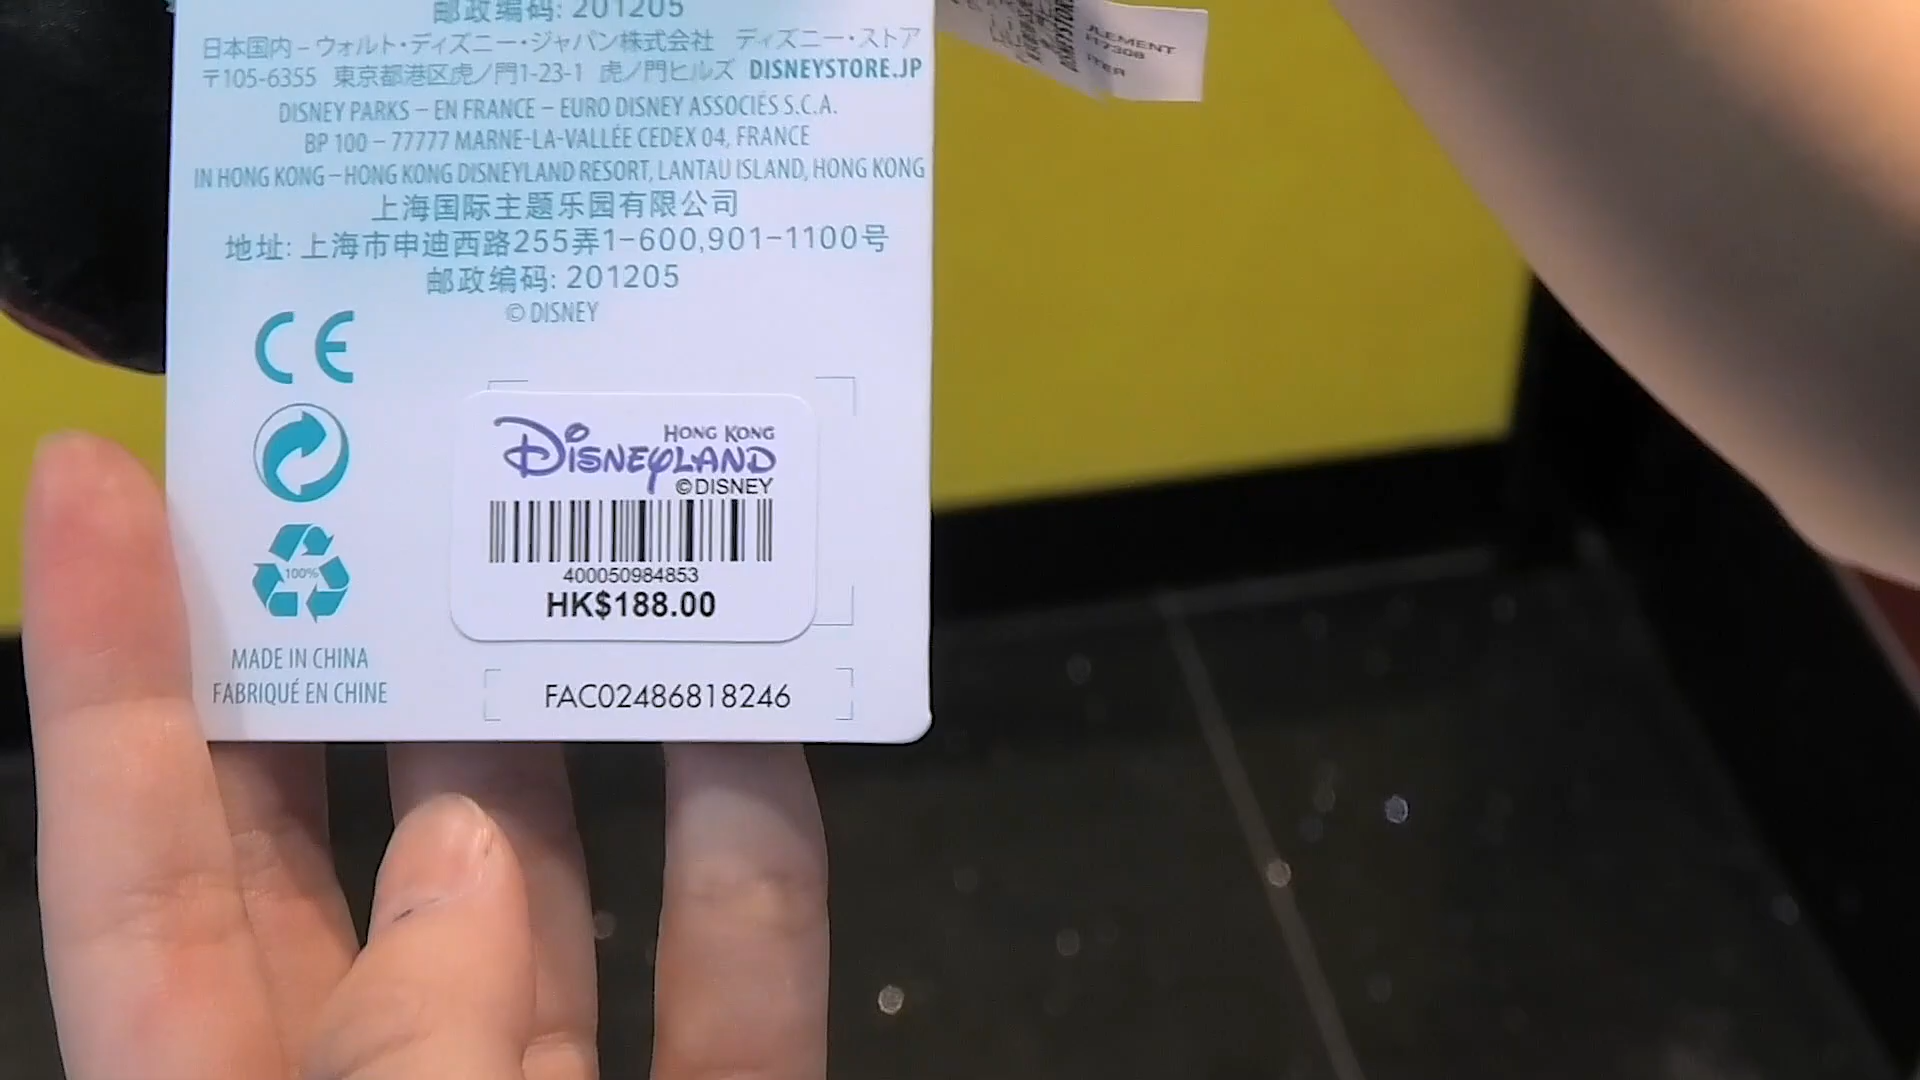 邮政编码: 201205
日本国内 – ウォルト・ディズニー・ジャパン株式会社 ディズニー・ストア
〒105-6355 東京都港区虎ノ門1-23-1 虎ノ門ヒルズ DISNEYSTORE.JP
DISNEY PARKS – EN FRANCE – EURO DISNEY ASSOCIÉS S.C.A.
BP 100 – 77777 MARNE-LA-VALLÉE CEDEX 04, FRANCE
IN HONG KONG – HONG KONG DISNEYLAND RESORT, LANTAU ISLAND, HONG KONG
上海国际主题乐园有限公司
地址: 上海市申迪西路255弄1-600,901-1100号
邮政编码: 201205
© DISNEY
CE
HONG KONG
DISNEYLAND
©DISNEY
400050984853
HK$188.00
100%
MADE IN CHINA
FABRIQUÉ EN CHINE
FAC02486818246